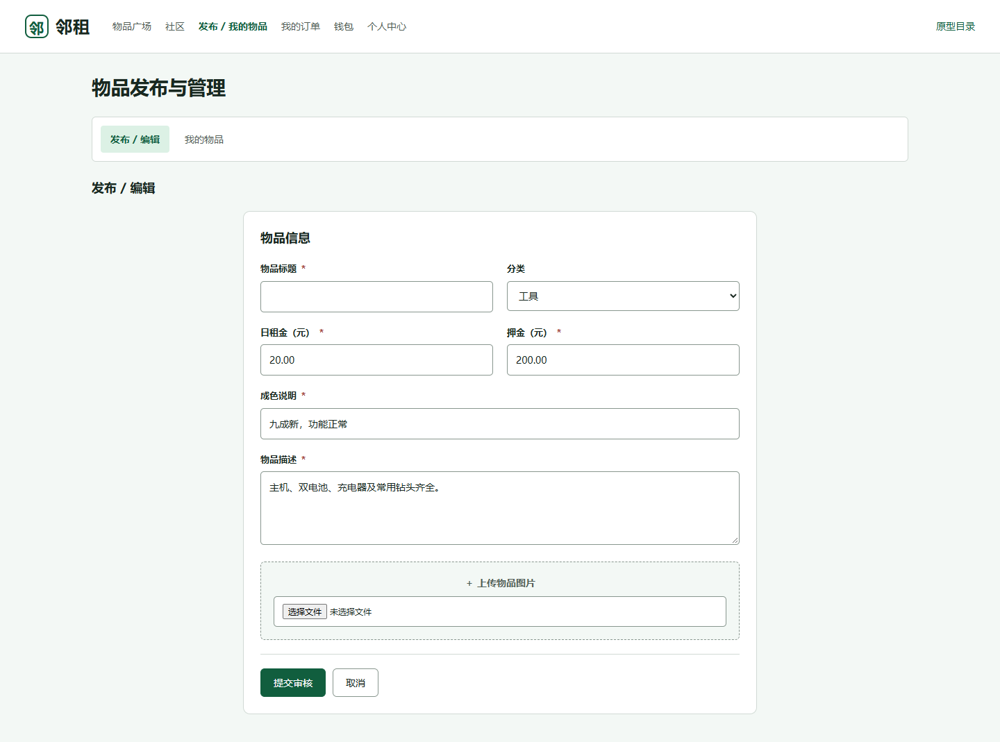 邻 邻租 物品广场 社区 发布 / 我的物品 我的订单 钱包 个人中心 原型目录
物品发布与管理
发布 / 编辑 我的物品
发布 / 编辑
物品信息
物品标题 * 分类
工具
日租金（元） * 押金（元） *
20.00 200.00
成色说明 *
九成新，功能正常
物品描述 *
主机、双电池、充电器及常用钻头齐全。
+ 上传物品图片
选择文件 未选择文件
提交审核 取消